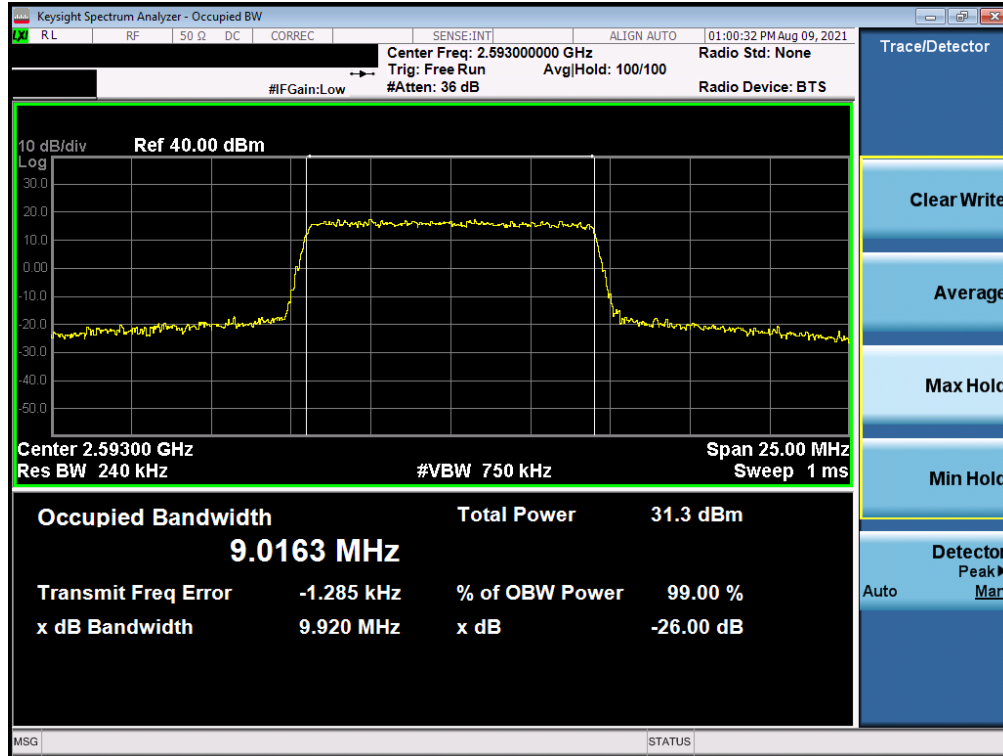 Keysight Spectrum Analyzer - Occupied BW
LXI RL RF 50 Ω DC CORREC SENSE:INT ALIGN AUTO 01:00:32 PM Aug 09, 2021
Center Freq: 2.593000000 GHz Radio Std: None
Trig: Free Run Avg|Hold: 100/100
#IFGain:Low #Atten: 36 dB Radio Device: BTS
10 dB/div Ref 40.00 dBm
Log
30.0
20.0
10.0
0.00
-10.0
-20.0
-30.0
-40.0
-50.0
Center 2.59300 GHz Span 25.00 MHz
Res BW 240 kHz #VBW 750 kHz Sweep 1 ms
Occupied Bandwidth Total Power 31.3 dBm
9.0163 MHz
Transmit Freq Error -1.285 kHz % of OBW Power 99.00 %
x dB Bandwidth 9.920 MHz x dB -26.00 dB
Trace/Detector
Clear Write
Average
Max Hold
Min Hold
Detector
Peak▶
Auto Man
MSG STATUS